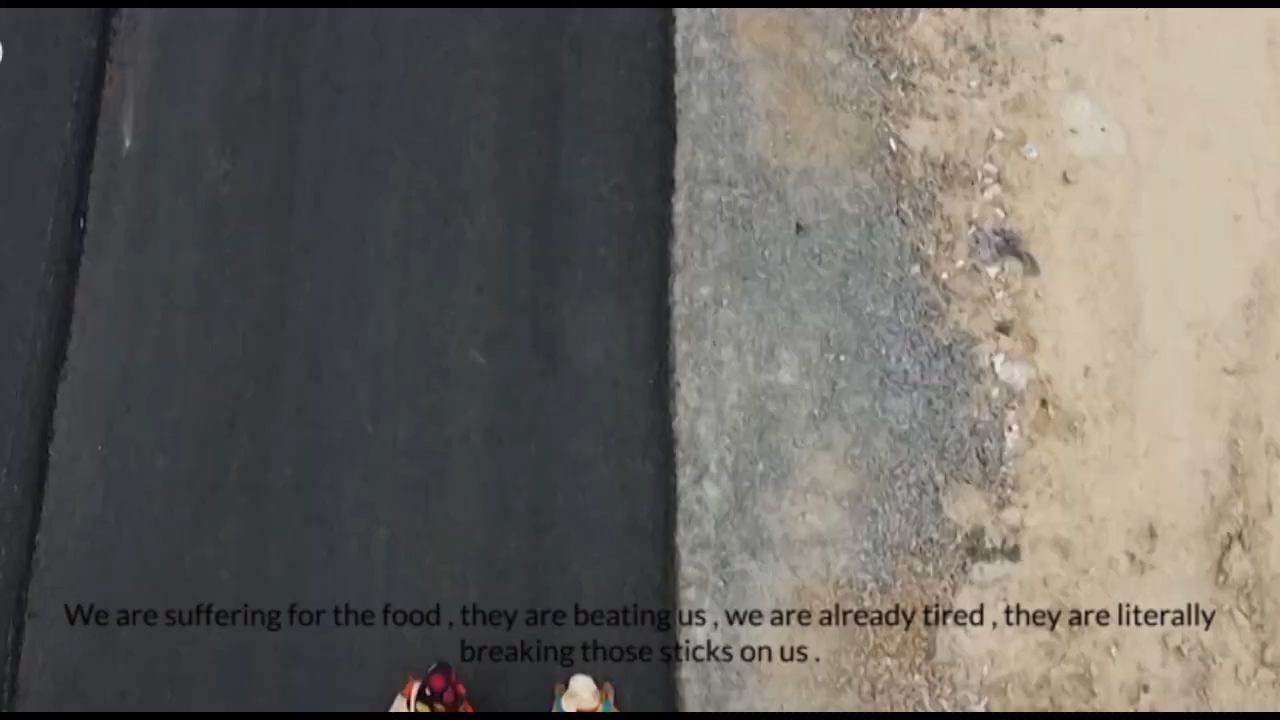 We are suffering for the food , they are beating us , we are already tired , they are literally
breaking those sticks on us .